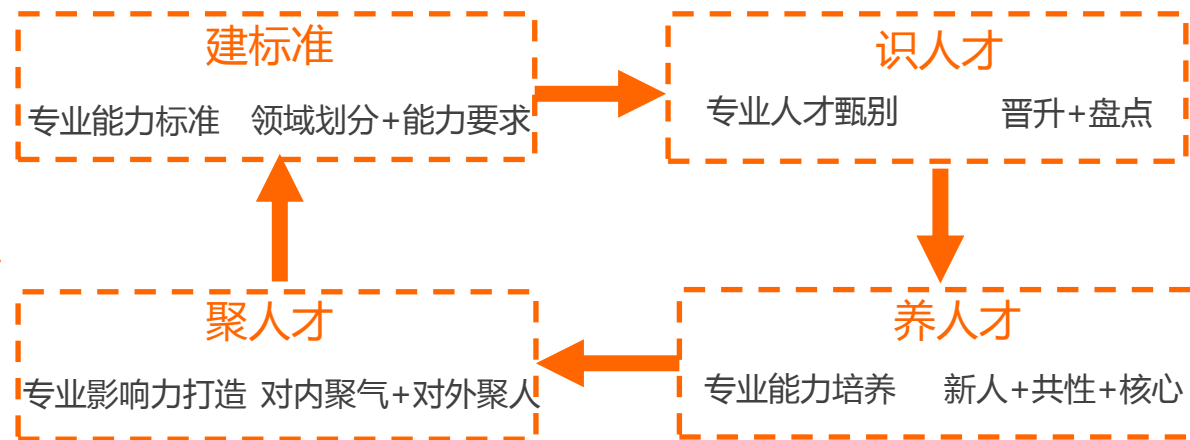 建标准
专业能力标准 领域划分+能力要求
识人才
专业人才甄别 晋升+盘点
聚人才
专业影响力打造 对内聚气+对外聚人
养人才
专业能力培养 新人+共性+核心